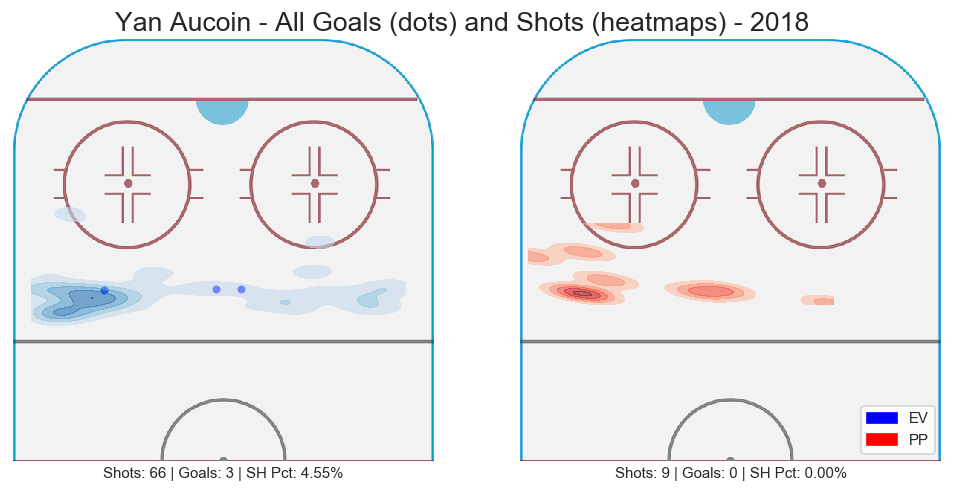 Yan Aucoin - All Goals (dots) and Shots (heatmaps) - 2018
EV
PP
Shots: 66 | Goals: 3 | SH Pct: 4.55%
Shots: 9 | Goals: 0 | SH Pct: 0.00%